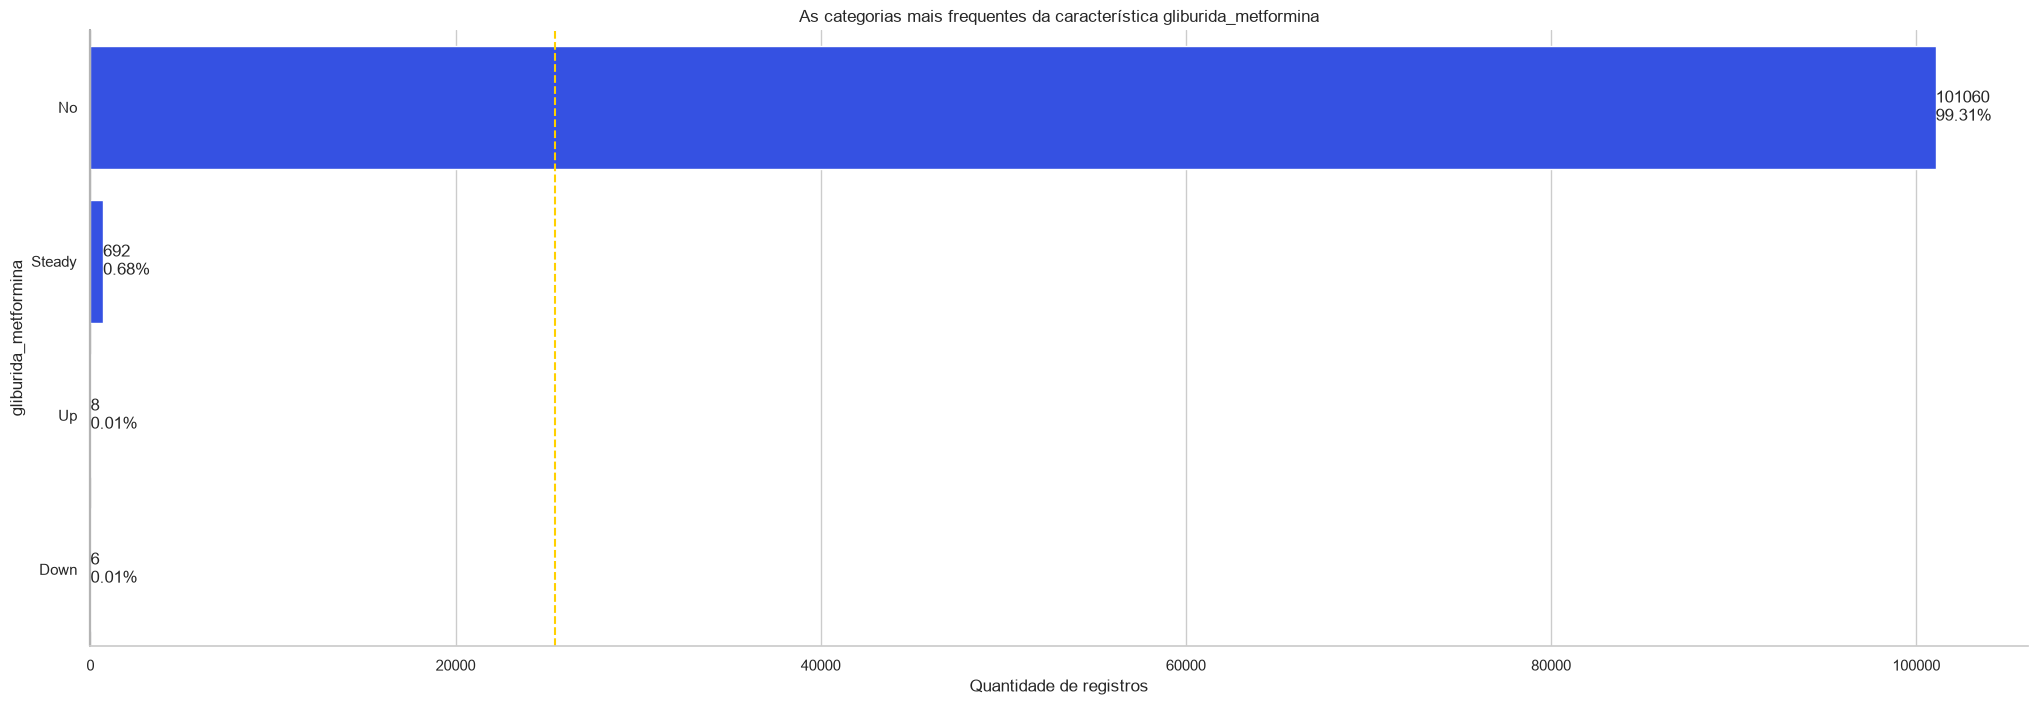 As categorias mais frequentes da característica gliburida_metformina
gliburida_metformina
No
101060
99.31%
Steady
692
0.68%
Up
8
0.01%
Down
6
0.01%
0
20000
40000
60000
80000
100000
Quantidade de registros